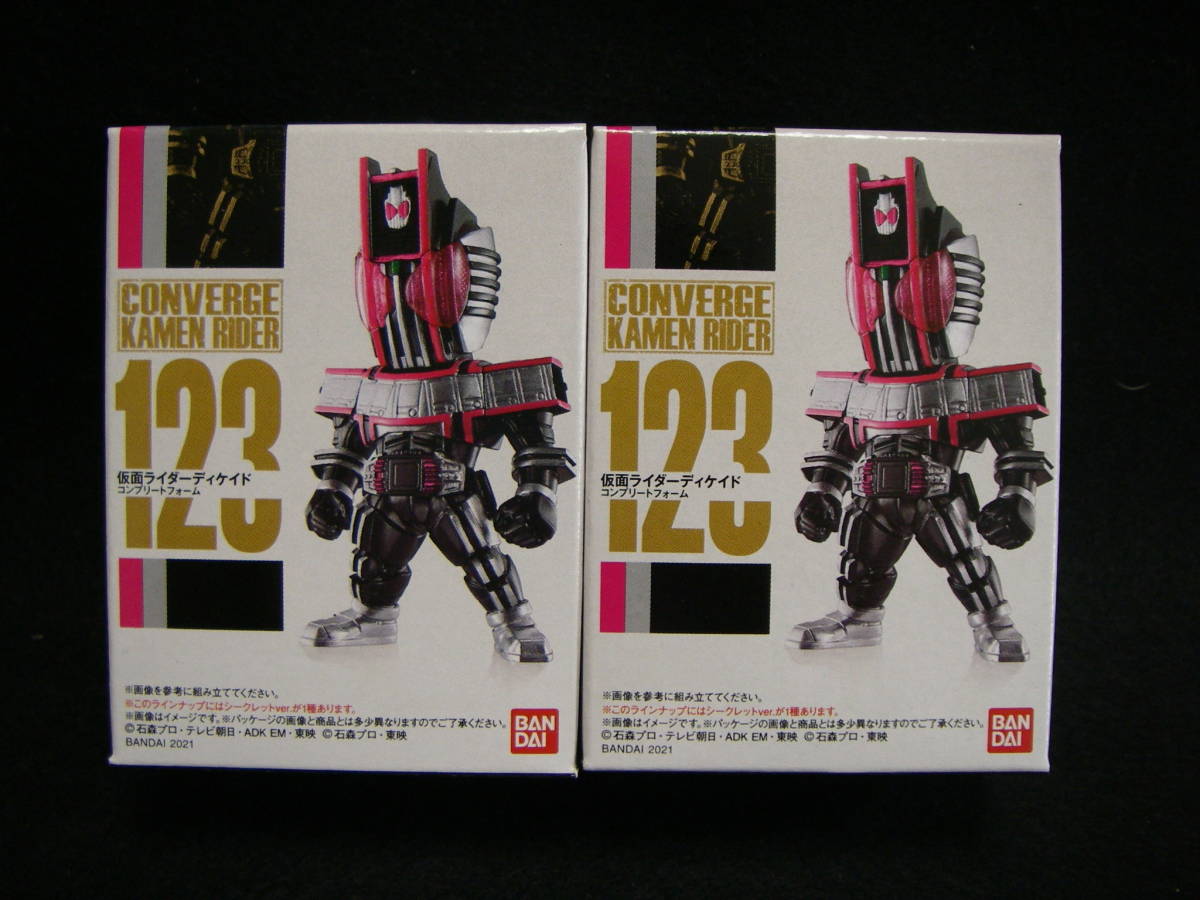 CONVERGE
KAMEN RIDER
123
仮面ライダーディケイド
コンプリートフォーム
※画像を参考に組み立ててください。
※このラインナップにはシークレットver.が1種あります。
※画像はイメージです。※パッケージの画像と商品とは多少異なりますのでご了承ください。
©石森プロ・テレビ朝日・ADK EM・東映 ©石森プロ・東映
BANDAI 2021
BAN
DAI
CONVERGE
KAMEN RIDER
123
仮面ライダーディケイド
コンプリートフォーム
※画像を参考に組み立ててください。
※このラインナップにはシークレットver.が1種あります。
※画像はイメージです。※パッケージの画像と商品とは多少異なりますのでご了承ください。
©石森プロ・テレビ朝日・ADK EM・東映 ©石森プロ・東映
BANDAI 2021
BAN
DAI